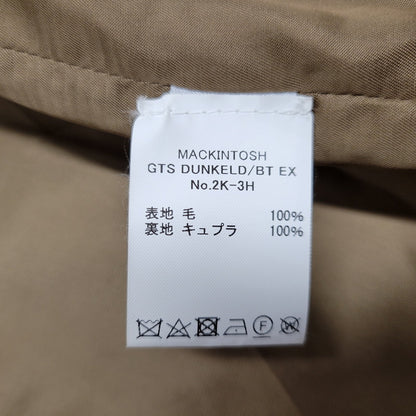 MACKINTOSH
GTS DUNKELD/BT EX
No.2K-3H
表地 毛 100%
裏地 キュプラ 100%
F
W